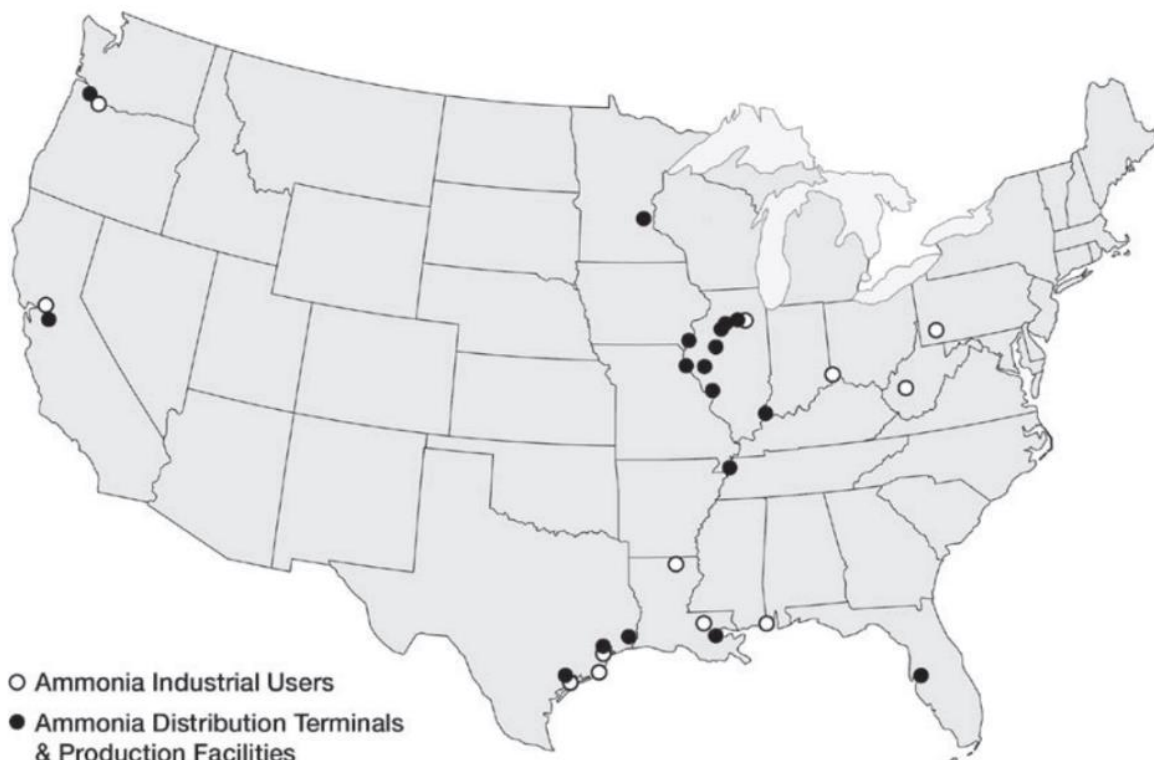 Ammonia Industrial Users
Ammonia Distribution Terminals
& Production Facilities